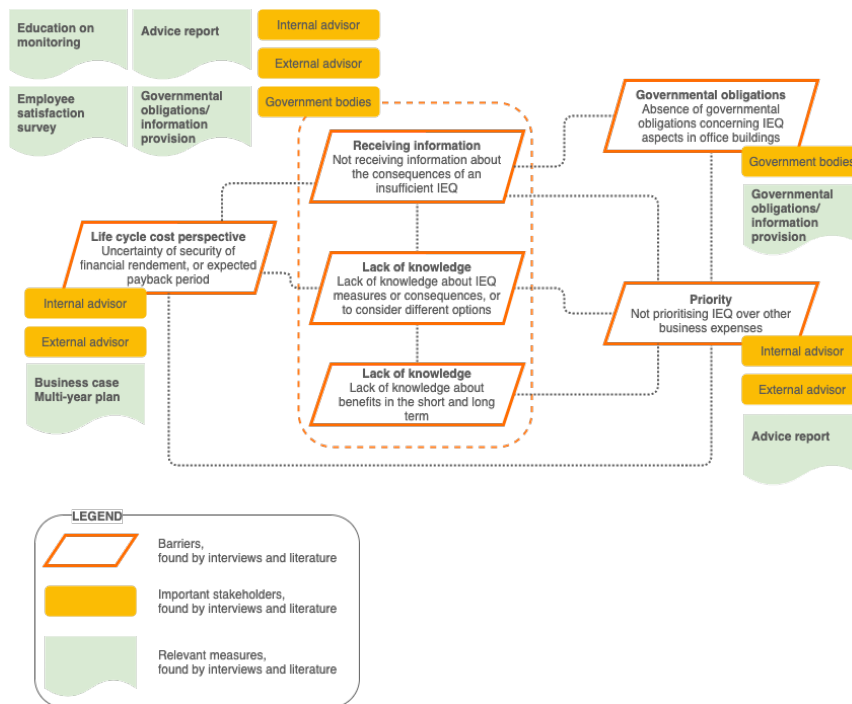 Education on
monitoring
Advice report
Internal advisor
External advisor
Employee
satisfaction
survey
Governmental
obligations/
information
provision
Government bodies
Governmental obligations
Absence of governmental
obligations concerning IEQ
aspects in office buildings
Government bodies
Governmental
obligations/
information
provision
Receiving information
Not receiving information about
the consequences of an
insufficient IEQ
Life cycle cost perspective
Uncertainty of security of
financial rendement, or expected
payback period
Internal advisor
External advisor
Business case
Multi-year plan
Lack of knowledge
Lack of knowledge about IEQ
measures or consequences, or
to consider different options
Priority
Not prioritising IEQ over other
business expenses
Internal advisor
External advisor
Advice report
Lack of knowledge
Lack of knowledge about
benefits in the short and long
term
LEGEND
Barriers,
found by interviews and literature
Important stakeholders,
found by interviews and literature
Relevant measures,
found by interviews and literature